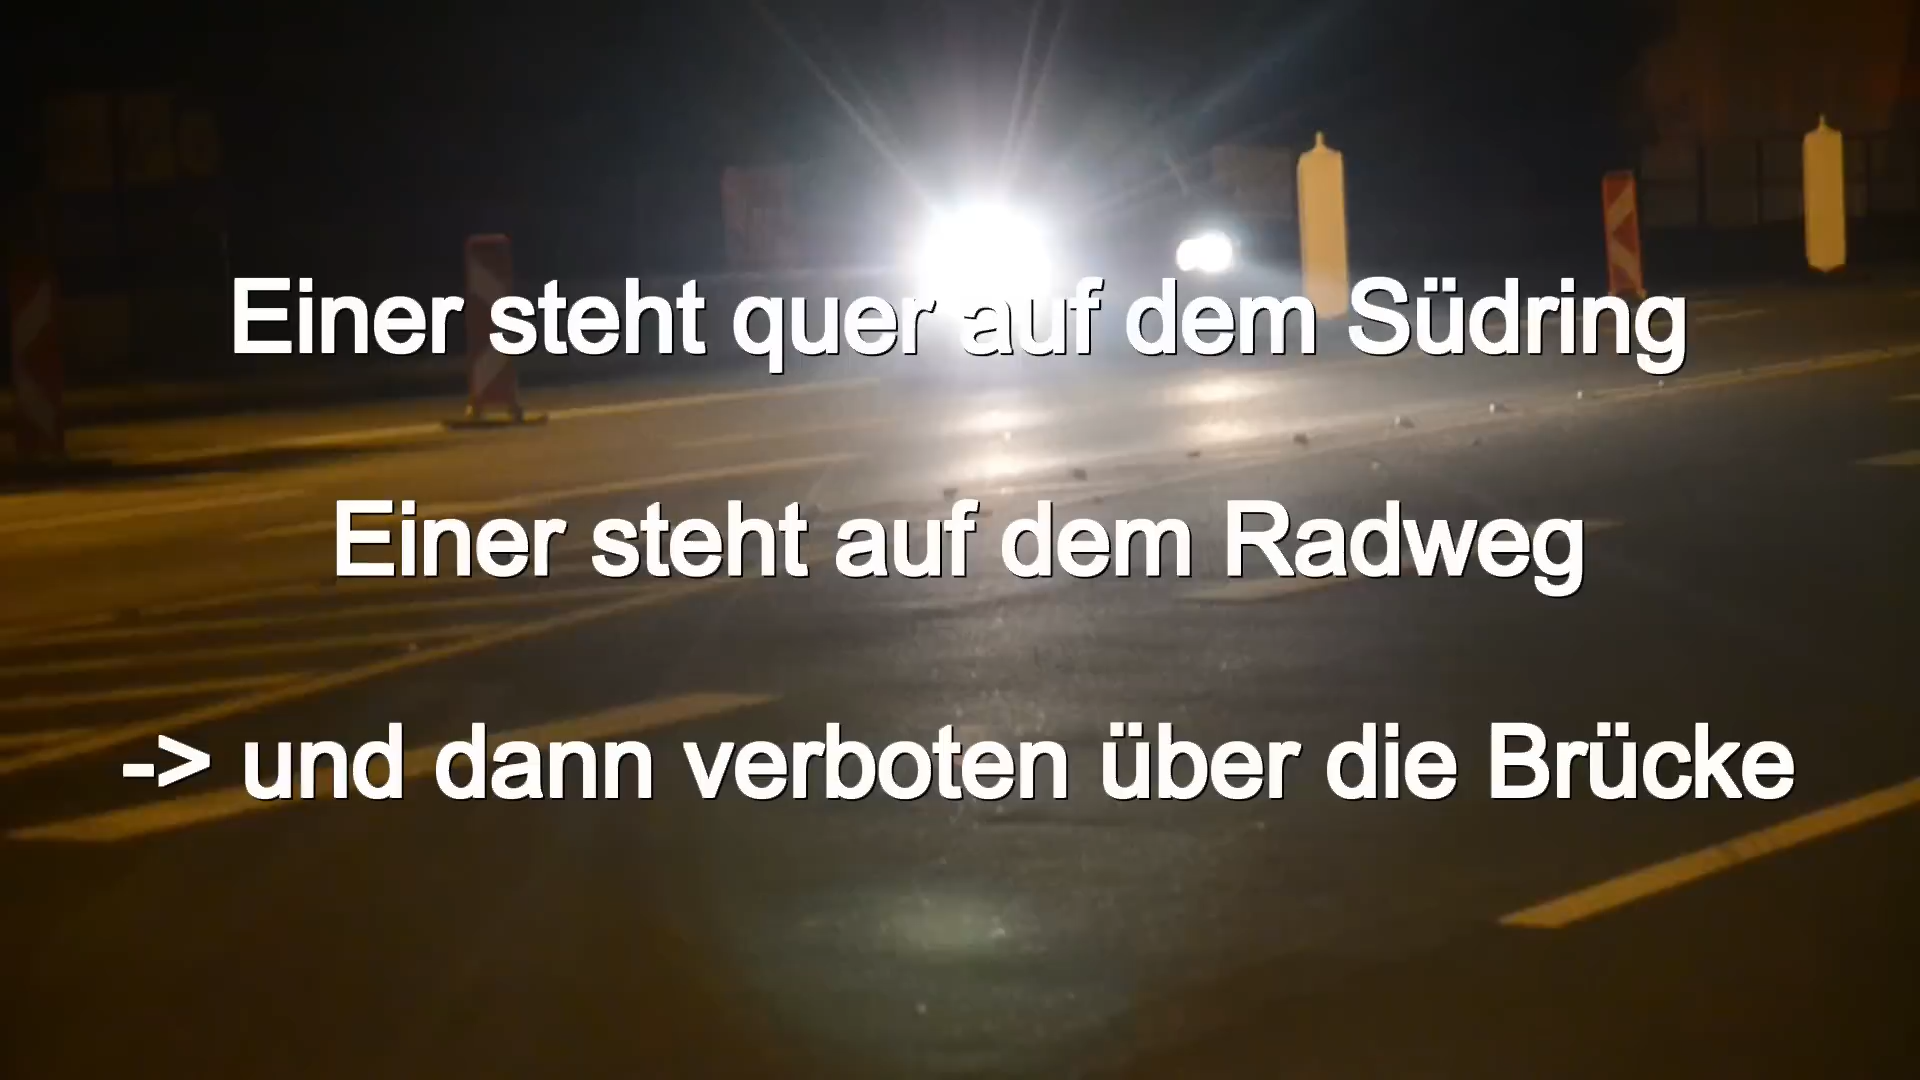 Einer steht quer auf dem Südring
Einer steht auf dem Radweg
-> und dann verboten über die Brücke